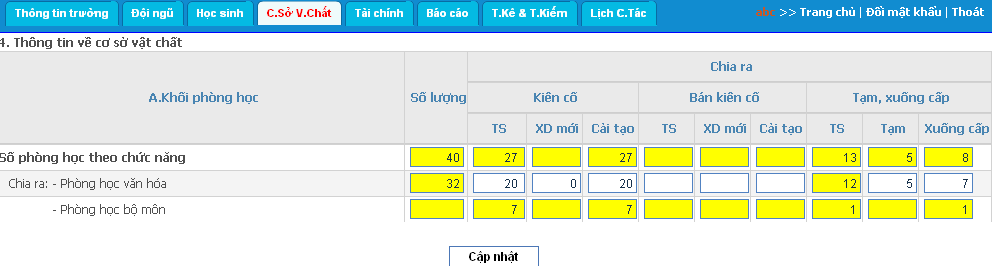 Thông tin trường Đội ngũ Học sinh C.Sở V.Chất Tài chính Báo cáo T.Kê & T.Kiếm Lịch C.Tác abc >> Trang chủ | Đổi mật khẩu | Thoát
4. Thông tin về cơ sở vật chất
A.Khối phòng học Số lượng Chia ra
Kiên cố Bán kiên cố Tạm, xuống cấp
TS XD mới Cải tạo TS XD mới Cải tạo TS Tạm Xuống cấp
Số phòng học theo chức năng 40 27 27 13 5 8
Chia ra: - Phòng học văn hóa 32 20 0 20 12 5 7
- Phòng học bộ môn 7 7 1 1
Cập nhật